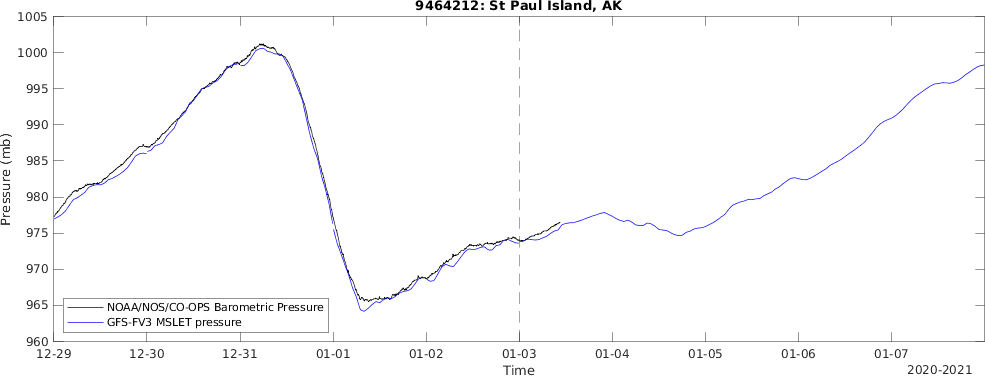 9464212: St Paul Island, AK
1005
1000
995
990
985
980
975
970
965
960
Pressure (mb)
NOAA/NOS/CO-OPS Barometric Pressure
GFS-FV3 MSLET pressure
12-29 12-30 12-31 01-01 01-02 01-03 01-04 01-05 01-06 01-07
Time
2020-2021